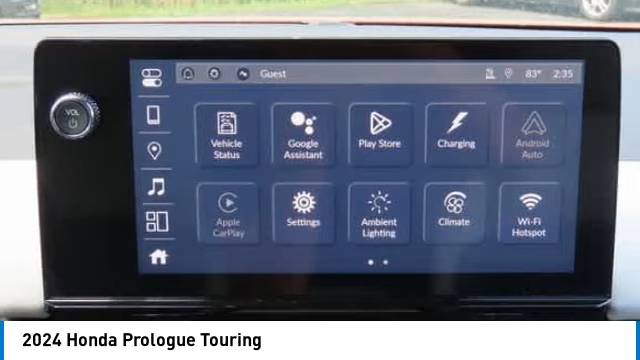 VOL
Guest
83°
2:35
Vehicle
Status
Google
Assistant
Play Store
Charging
Android
Auto
Apple
CarPlay
Settings
Ambient
Lighting
Climate
Wi-Fi
Hotspot
2024 Honda Prologue Touring